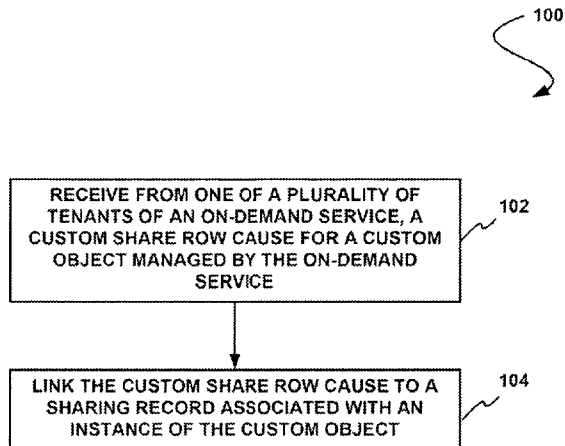 100
RECEIVE FROM ONE OF A PLURALITY OF
TENANTS OF AN ON-DEMAND SERVICE, A
CUSTOM SHARE ROW CAUSE FOR A CUSTOM
OBJECT MANAGED BY THE ON-DEMAND
SERVICE
102
LINK THE CUSTOM SHARE ROW CAUSE TO A
SHARING RECORD ASSOCIATED WITH AN
INSTANCE OF THE CUSTOM OBJECT
104